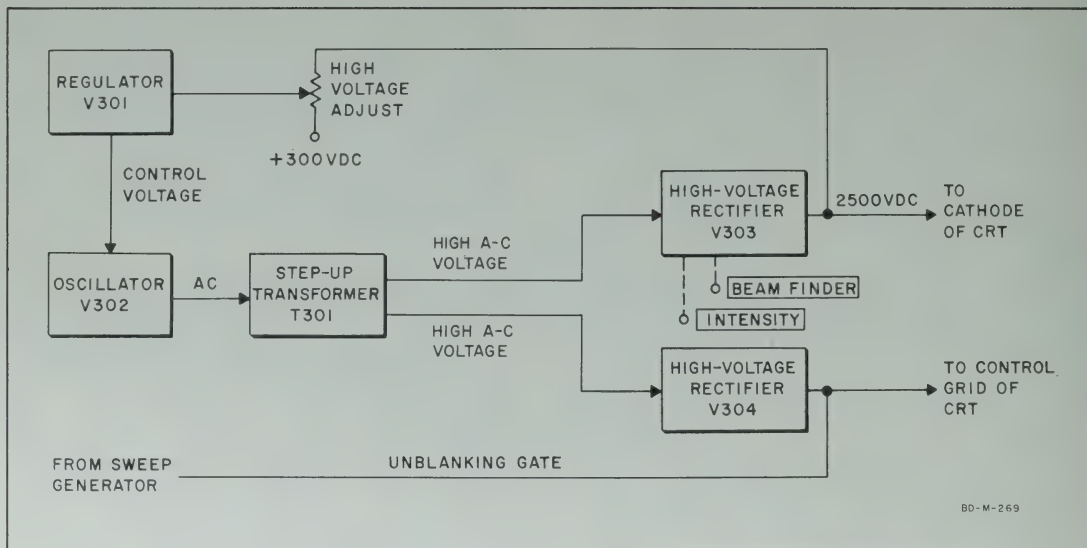 REGULATOR
V301
HIGH
VOLTAGE
ADJUST
+300VDC
CONTROL
VOLTAGE
HIGH-VOLTAGE
RECTIFIER
V303
2500VDC
TO
CATHODE
OF CRT
OSCILLATOR
V302
AC
STEP-UP
TRANSFORMER
T301
HIGH A-C
VOLTAGE
HIGH A-C
VOLTAGE
BEAM FINDER
INTENSITY
HIGH-VOLTAGE
RECTIFIER
V304
TO CONTROL
GRID OF
CRT
FROM SWEEP
GENERATOR
UNBLANKING GATE
BD-M-269